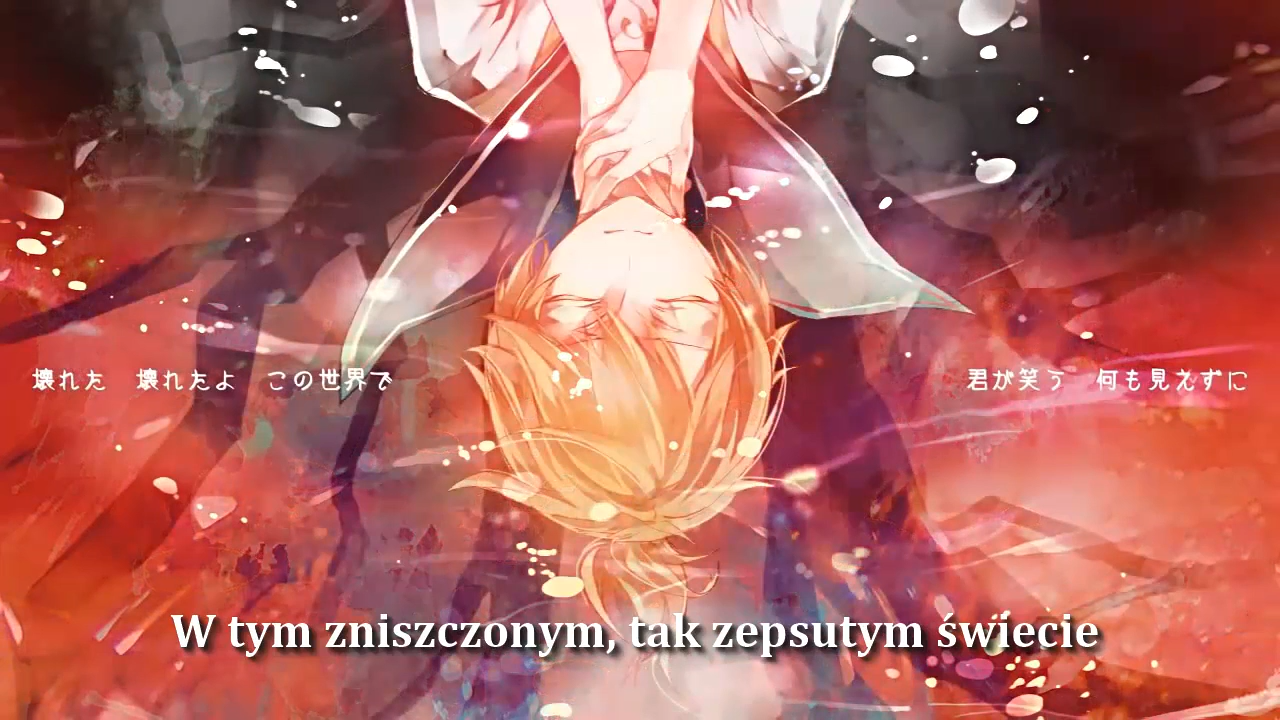 壊れた 壊れたよ この世界で
君が笑う 何も見えずに
W tym zniszczonym, tak zepsutym świecie